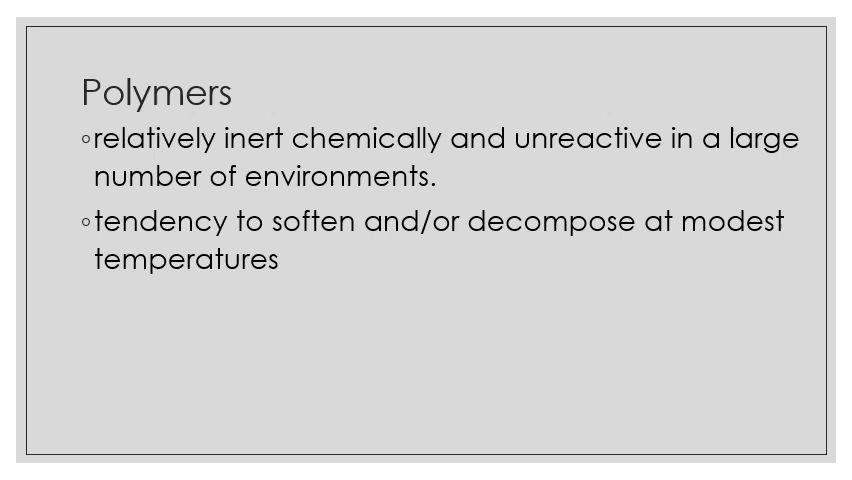 Polymers
◦relatively inert chemically and unreactive in a large
number of environments.
◦tendency to soften and/or decompose at modest
temperatures